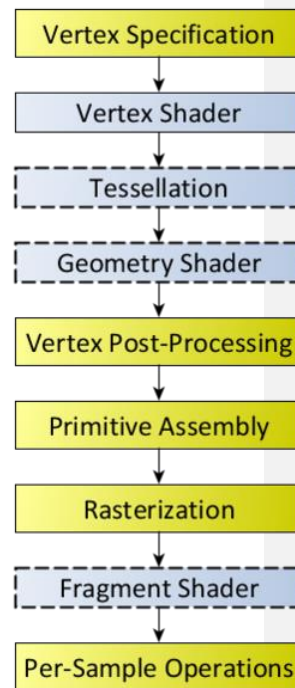 Vertex Specification
Vertex Shader
Tessellation
Geometry Shader
Vertex Post-Processing
Primitive Assembly
Rasterization
Fragment Shader
Per-Sample Operations